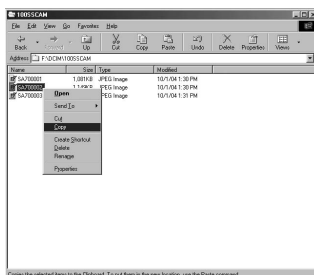 100SSCAM
File Edit View Go Favorites Help
Back Forward Up Cut Copy Paste Undo Delete Properties Views
Address F:\DCIM\100SSCAM
Name Size Type Modified
SA700001 1,081KB JPEG Image 10/1/04 1:30 PM
SA700002 1,149KB JPEG Image 10/1/04 1:30 PM
SA700003 PEG Image 10/1/04 1:31 PM
Open
Send To
Cut
Copy
Create Shortcut
Delete
Rename
Properties
Copies the selected items to the Clipboard. To put them in the new location, use the Paste command.